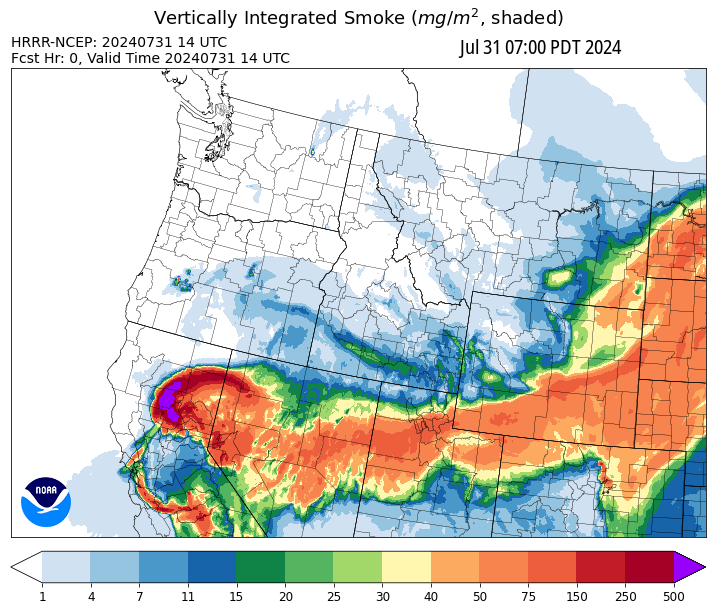 Vertically Integrated Smoke (mg/m², shaded)
HRRR-NCEP: 20240731 14 UTC
Jul 31 07:00 PDT 2024
Fcst Hr: 0, Valid Time 20240731 14 UTC
NOAA
1 4 7 11 15 20 25 30 40 50 75 150 250 500